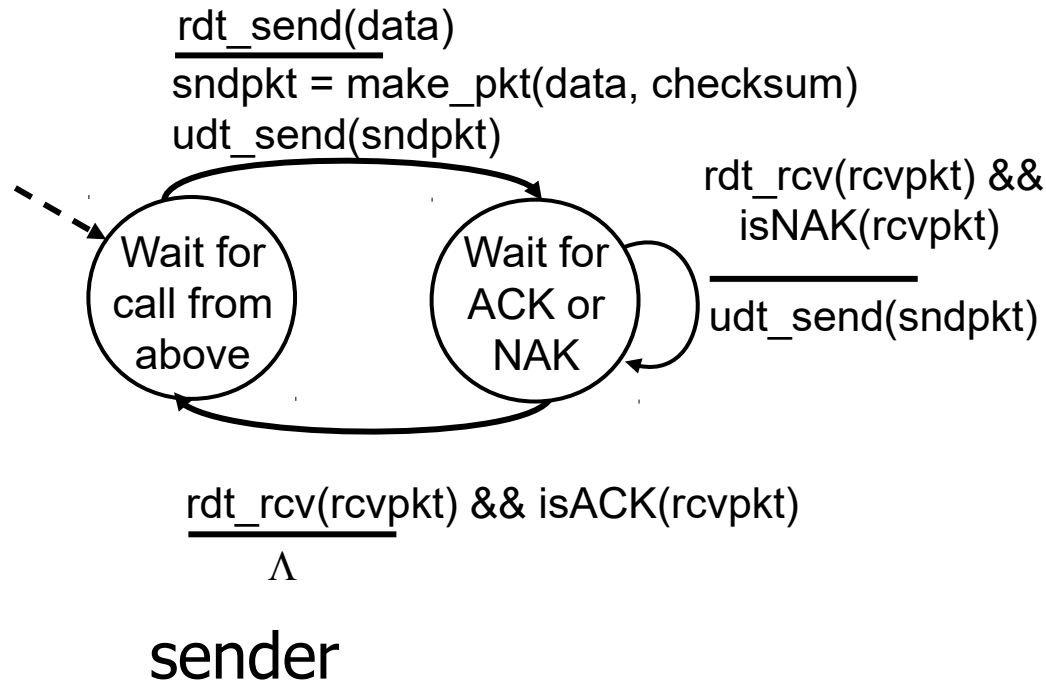 rdt_send(data)
sndpkt = make_pkt(data, checksum)
udt_send(sndpkt)
rdt_rcv(rcvpkt) &&
isNAK(rcvpkt)
udt_send(sndpkt)
Wait for
call from
above
Wait for
ACK or
NAK
rdt_rcv(rcvpkt) && isACK(rcvpkt)
Λ
sender